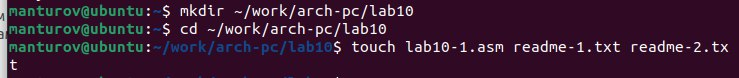 manturov@ubuntu:~$ mkdir ~/work/arch-pc/lab10
manturov@ubuntu:~$ cd ~/work/arch-pc/lab10
manturov@ubuntu:~/work/arch-pc/lab10$ touch lab10-1.asm readme-1.txt readme-2.tx
t